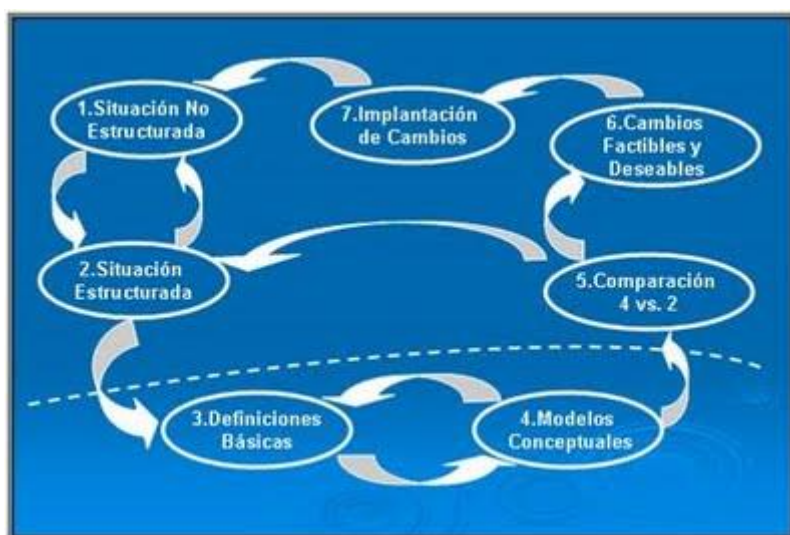 1.Situación No
Estructurada
7.Implantación
de Cambios
6.Cambios
Factibles y
Deseables
2.Situación
Estructurada
5.Comparación
4 vs. 2
3.Definiciones
Básicas
4.Modelos
Conceptuales